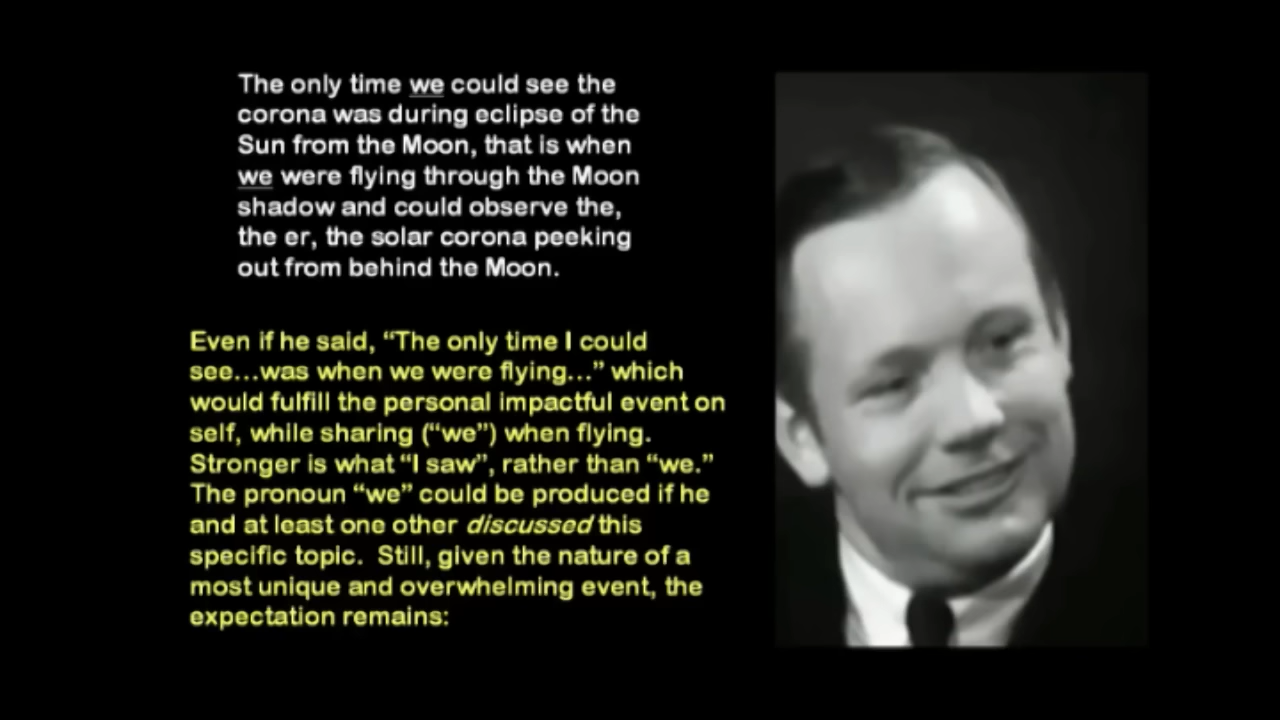 The only time we could see the
corona was during eclipse of the
Sun from the Moon, that is when
we were flying through the Moon
shadow and could observe the,
the er, the solar corona peeking
out from behind the Moon.
Even if he said, “The only time I could
see...was when we were flying...” which
would fulfill the personal impactful event on
self, while sharing (“we”) when flying.
Stronger is what “I saw”, rather than “we.”
The pronoun “we” could be produced if he
and at least one other discussed this
specific topic.  Still, given the nature of a
most unique and overwhelming event, the
expectation remains: